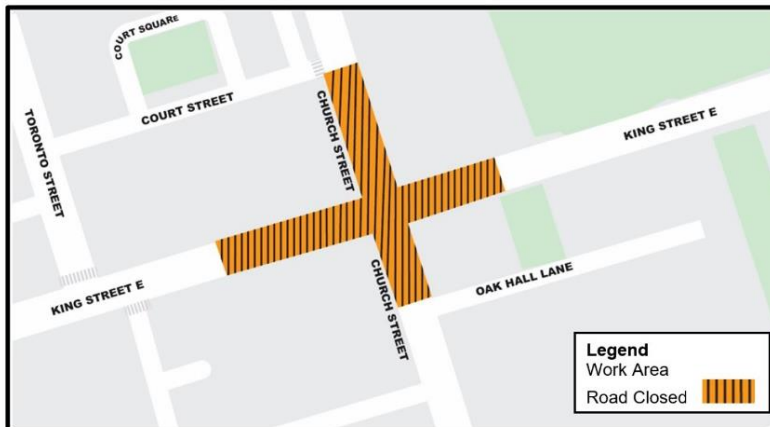 COURT SQUARE
COURT STREET
TORONTO STREET
CHURCH STREET
KING STREET E
KING STREET E
CHURCH STREET
OAK HALL LANE
Legend
Work Area
Road Closed